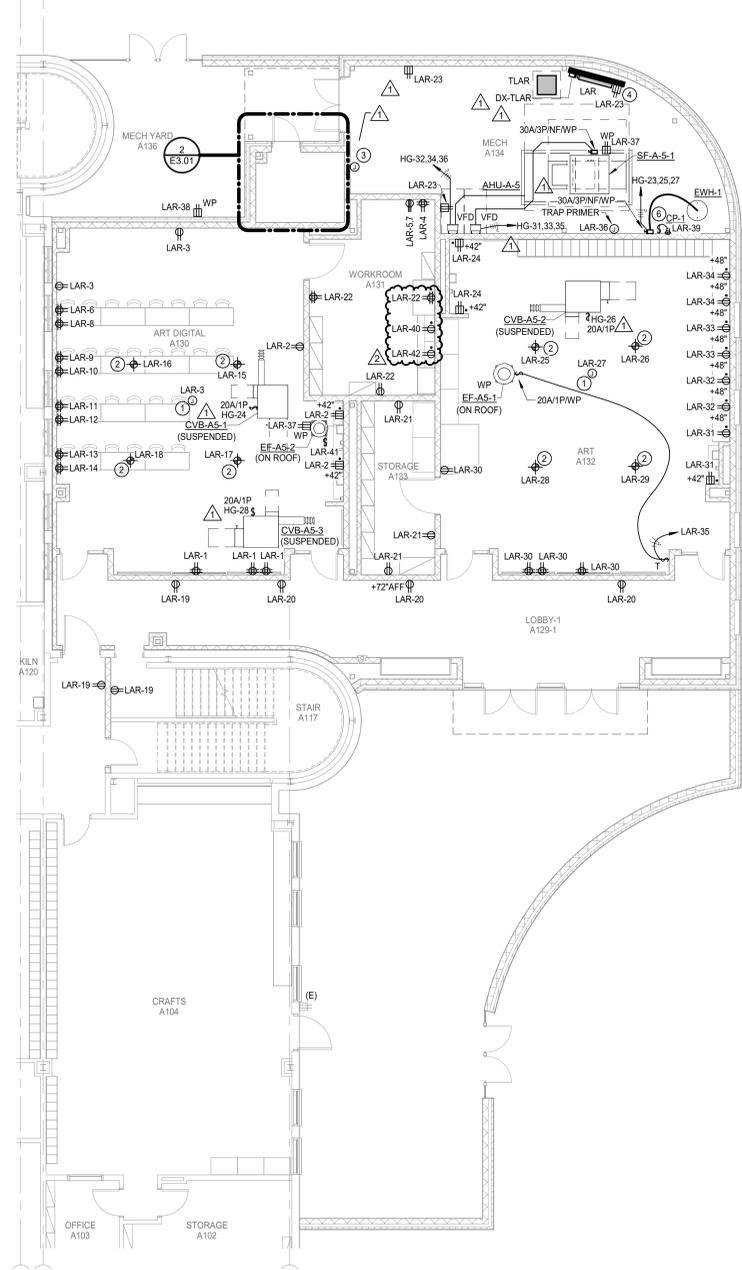 TLAR
LAR-23
DX-TLAR
LAR
4
LAR-23
1
1
1
1
MECH YARD
A136
2
E3.01
3
J
MECH
A134
30A/3P/NF/WP
WP
LAR-37
SF-A-5-1
HG-32,34,36
LAR-23
AHU-A-5
1
HG-23,25,27
EWH-1
30A/3P/NF/WP
TRAP PRIMER
LAR-36
J
6
CP-1
LAR-39
J
LAR-38
WP
LAR-3
LAR-5,7
LAR-4
VFD
VFD
HG-31,33,35
+42"
LAR-24
1
WORKROOM
A131
LAR-3
LAR-22
LAR-22
LAR-24
+42"
+48"
LAR-34
+48"
LAR-34
+48"
LAR-33
+48"
LAR-33
+48"
LAR-32
+48"
LAR-32
+48"
LAR-31
LAR-6
LAR-8
ART DIGITAL
A130
LAR-2
LAR-40
LAR-42
2
CVB-A5-2
(SUSPENDED)
HG-26
20A/1P
1
2
LAR-25
2
LAR-26
LAR-27
1
J
LAR-9
LAR-10
2
LAR-16
2
LAR-15
LAR-22
WP
EF-A5-1
(ON ROOF)
20A/1P/WP
LAR-3
1
J
LAR-11
LAR-12
1
20A/1P
HG-24
CVB-A5-1
(SUSPENDED)
+42"
LAR-2
LAR-37
WP
EF-A5-2
(ON ROOF)
LAR-41
LAR-2
+42"
LAR-21
STORAGE
A133
LAR-30
LAR-13
LAR-14
LAR-18
2
LAR-17
2
2
LAR-28
2
LAR-29
ART
A132
LAR-31
+42"
20A/1P
HG-28
1
CVB-A5-3
(SUSPENDED)
LAR-21
LAR-35
T
LAR-1
LAR-1
LAR-1
LAR-21
LAR-30
LAR-30
LAR-30
LAR-19
LAR-20
+72"AFF
LAR-20
LAR-20
LOBBY-1
A129-1
KILN
A120
LAR-19
LAR-19
STAIR
A117
CRAFTS
A104
(E)
OFFICE
A103
STORAGE
A102